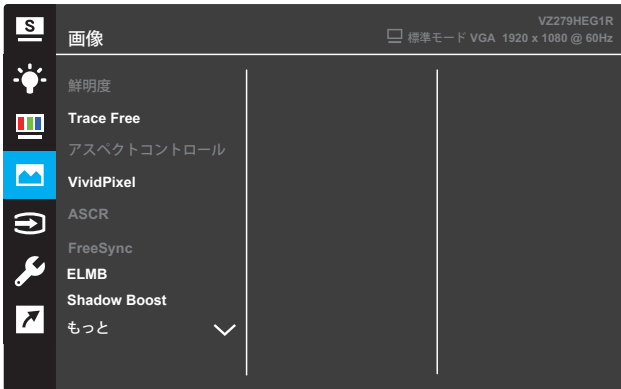 S
画像
VZ279HEG1R
標準モード VGA 1920 x 1080 @ 60Hz
鮮明度
Trace Free
アスペクトコントロール
VividPixel
ASCR
FreeSync
ELMB
Shadow Boost
もっと